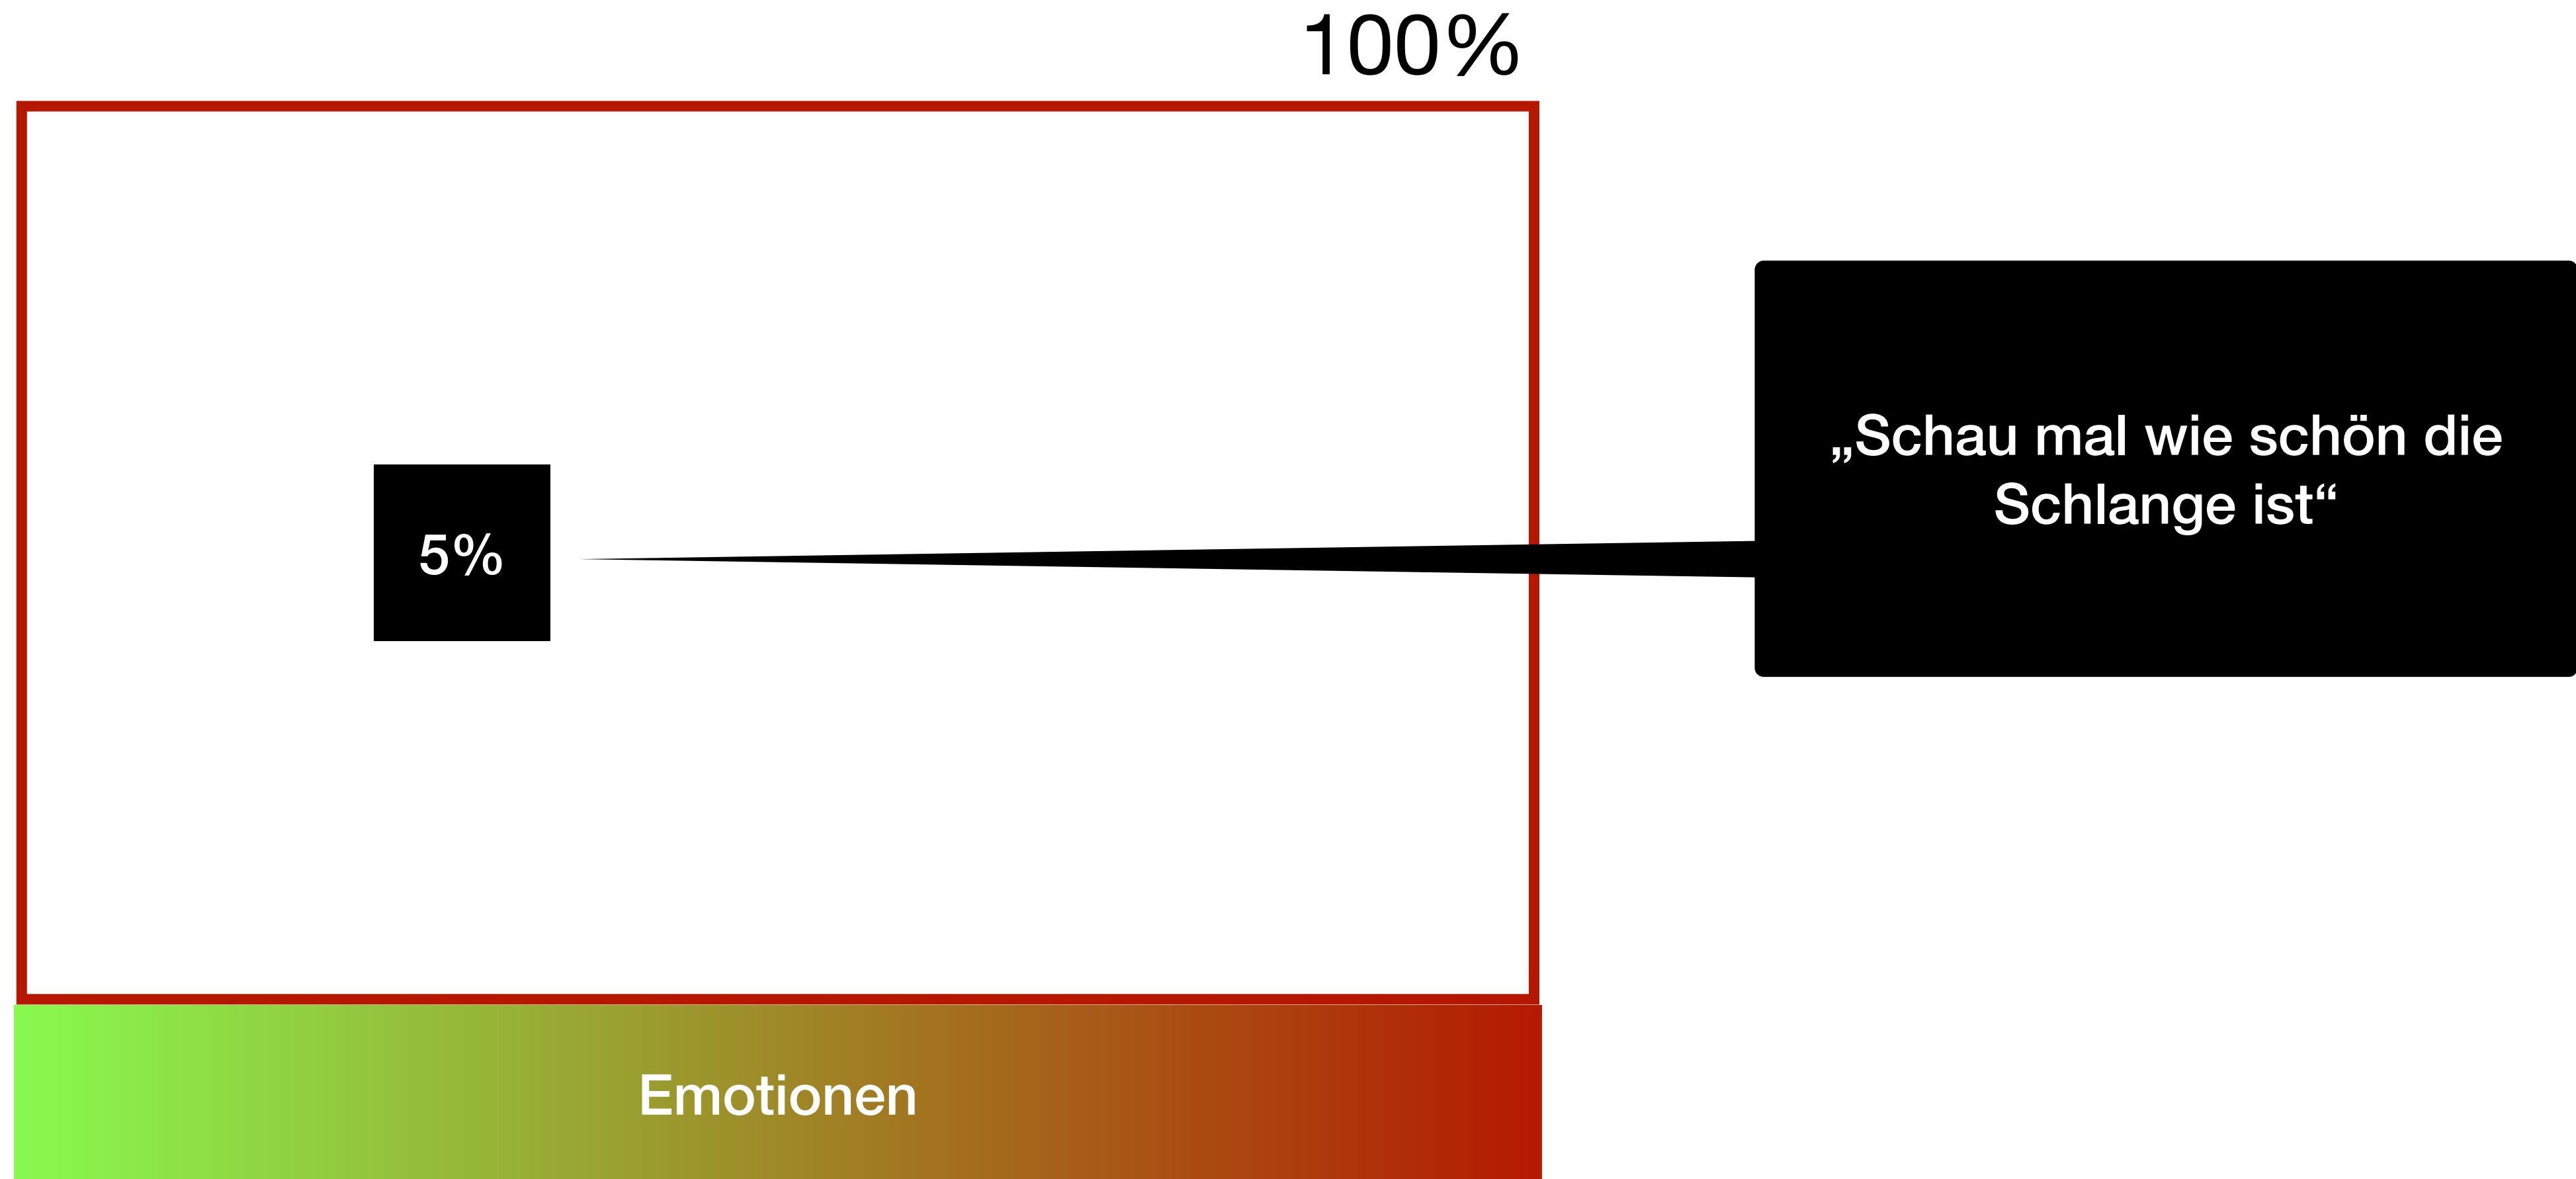 100%
„Schau mal wie schön die
Schlange ist“
5%
Emotionen